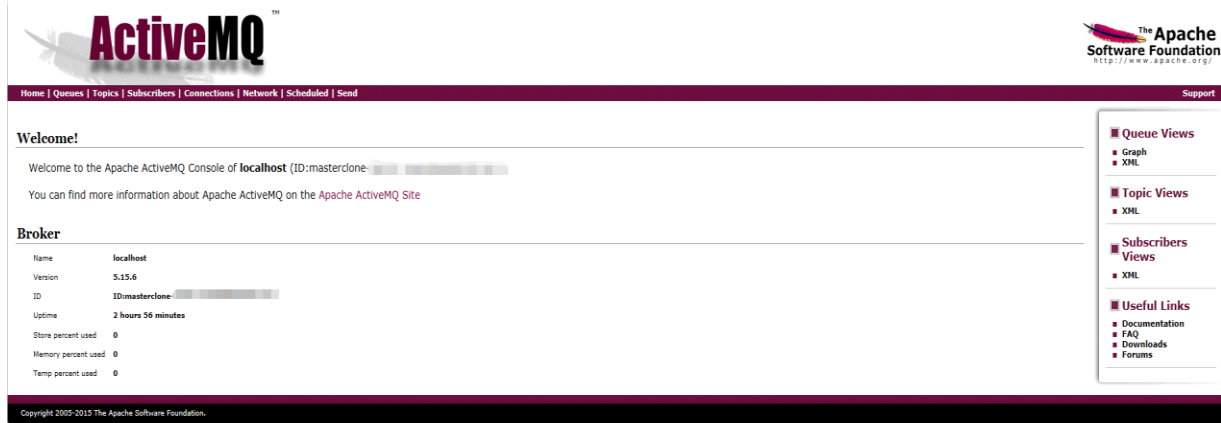 ActiveMQ™
The Apache
Software Foundation
http://www.apache.org/
Home | Queues | Topics | Subscribers | Connections | Network | Scheduled | Send
Support
Welcome!
Welcome to the Apache ActiveMQ Console of localhost (ID:masterclone-
You can find more information about Apache ActiveMQ on the Apache ActiveMQ Site
Broker
Name localhost
Version 5.15.6
ID ID:masterclone-
Uptime 2 hours 56 minutes
Store percent used 0
Memory percent used 0
Temp percent used 0
Queue Views
Graph
XML
Topic Views
XML
Subscribers
Views
XML
Useful Links
Documentation
FAQ
Downloads
Forums
Copyright 2005-2015 The Apache Software Foundation.